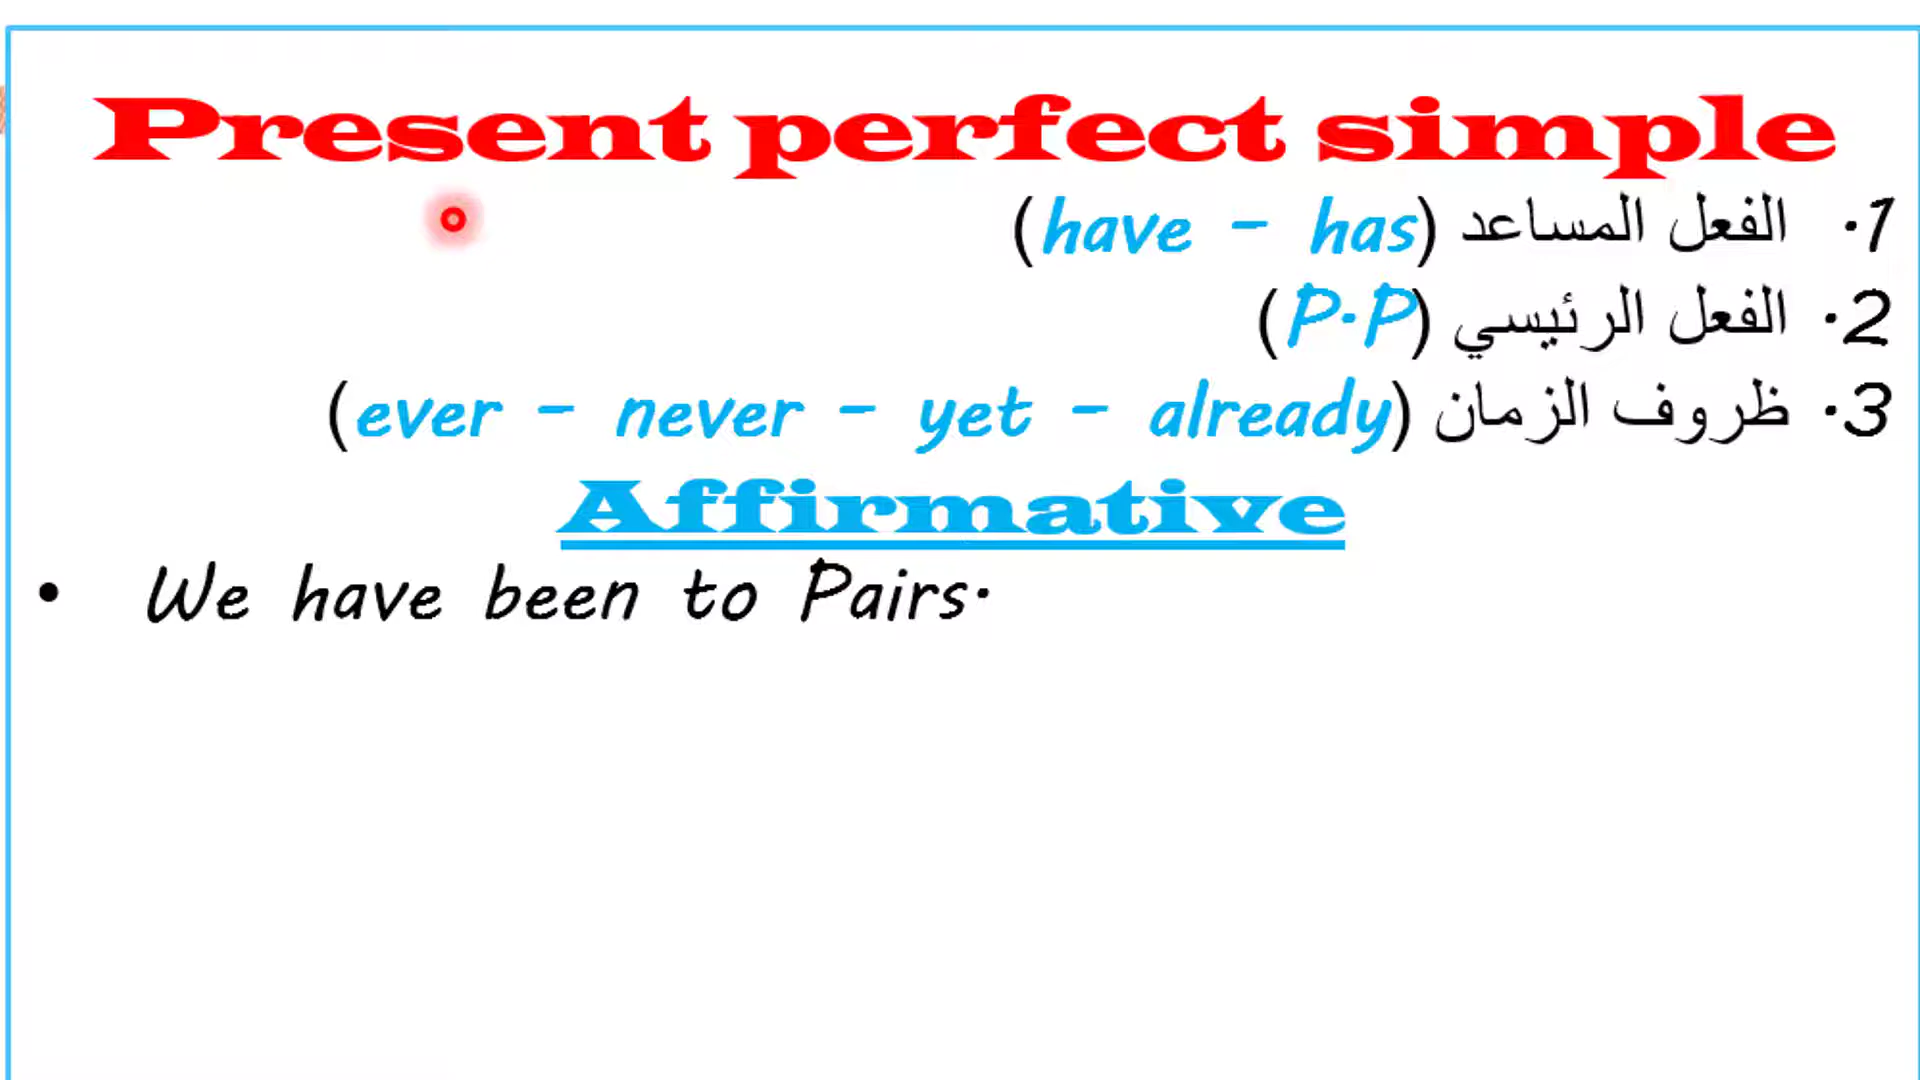 Present perfect simple
1. الفعل المساعد (have - has)
2. الفعل الرئيسي (P.P)
3. ظروف الزمان (ever - never - yet - already)
Affirmative
• We have been to Pairs.